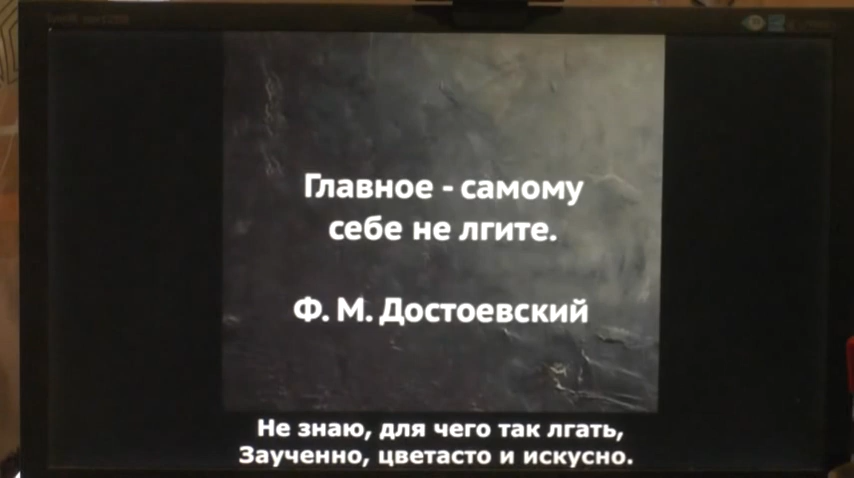 Главное - самому
себе не лгите.
Ф. М. Достоевский
Не знаю, для чего так лгать,
Заученно, цветасто и искусно.